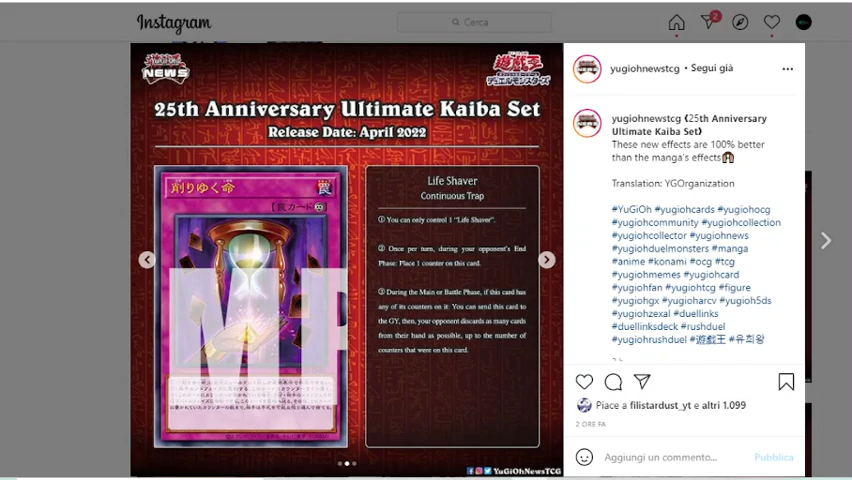 Instagram
Cerca
2
Yu-Gi-Oh!
NEWS
遊戯王
デュエルモンスターズ
25th Anniversary Ultimate Kaiba Set
Release Date: April 2022
削りゆく命
罠
【罠カード
ME
Life Shaver
Continuous Trap
① You can only control 1 "Life Shaver".
② Once per turn, during your opponent's End
Phase: Place 1 counter on this card.
③ During the Main or Battle Phase, if this card has
any of its counters on it: You can send this card to
the GY, then, your opponent discards as many cards
from their hand as possible, up to the number of
counters that were on this card.
YuGiOhNewsTCG
yugiohnewstcg • Segui già
yugiohnewstcg 《25th Anniversary
Ultimate Kaiba Set》
These new effects are 100% better
than the manga's effects
Translation: YGOrganization
#YuGiOh #yugiohcards #yugiohocg
#yugiohcommunity #yugiohcollection
#yugiohcollector #yugiohnews
#yugiohduelmonsters #manga
#anime #konami #ocg #tcg
#yugiohmemes #yugiohcard
#yugiohfan #yugiohtcg #figure
#yugiohgx #yugioharcv #yugioh5ds
#yugiohzexal #duellinks
#duellinksdeck #rushduel
#yugiohrushduel #遊戯王 #유희왕
Piace a filistardust_yt e altri 1.099
2 ORE FA
Aggiungi un commento...
Pubblica